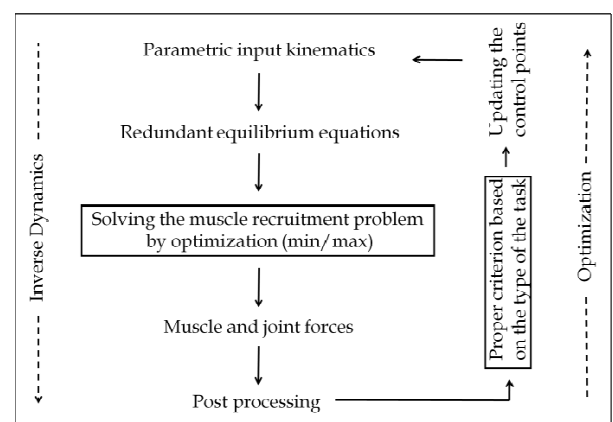 Parametric input kinematics
Redundant equilibrium equations
Solving the muscle recruitment problem
by optimization (min/max)
Muscle and joint forces
Post processing
Proper criterion based
on the type of the task
Updating the
control points
Inverse Dynamics
Optimization